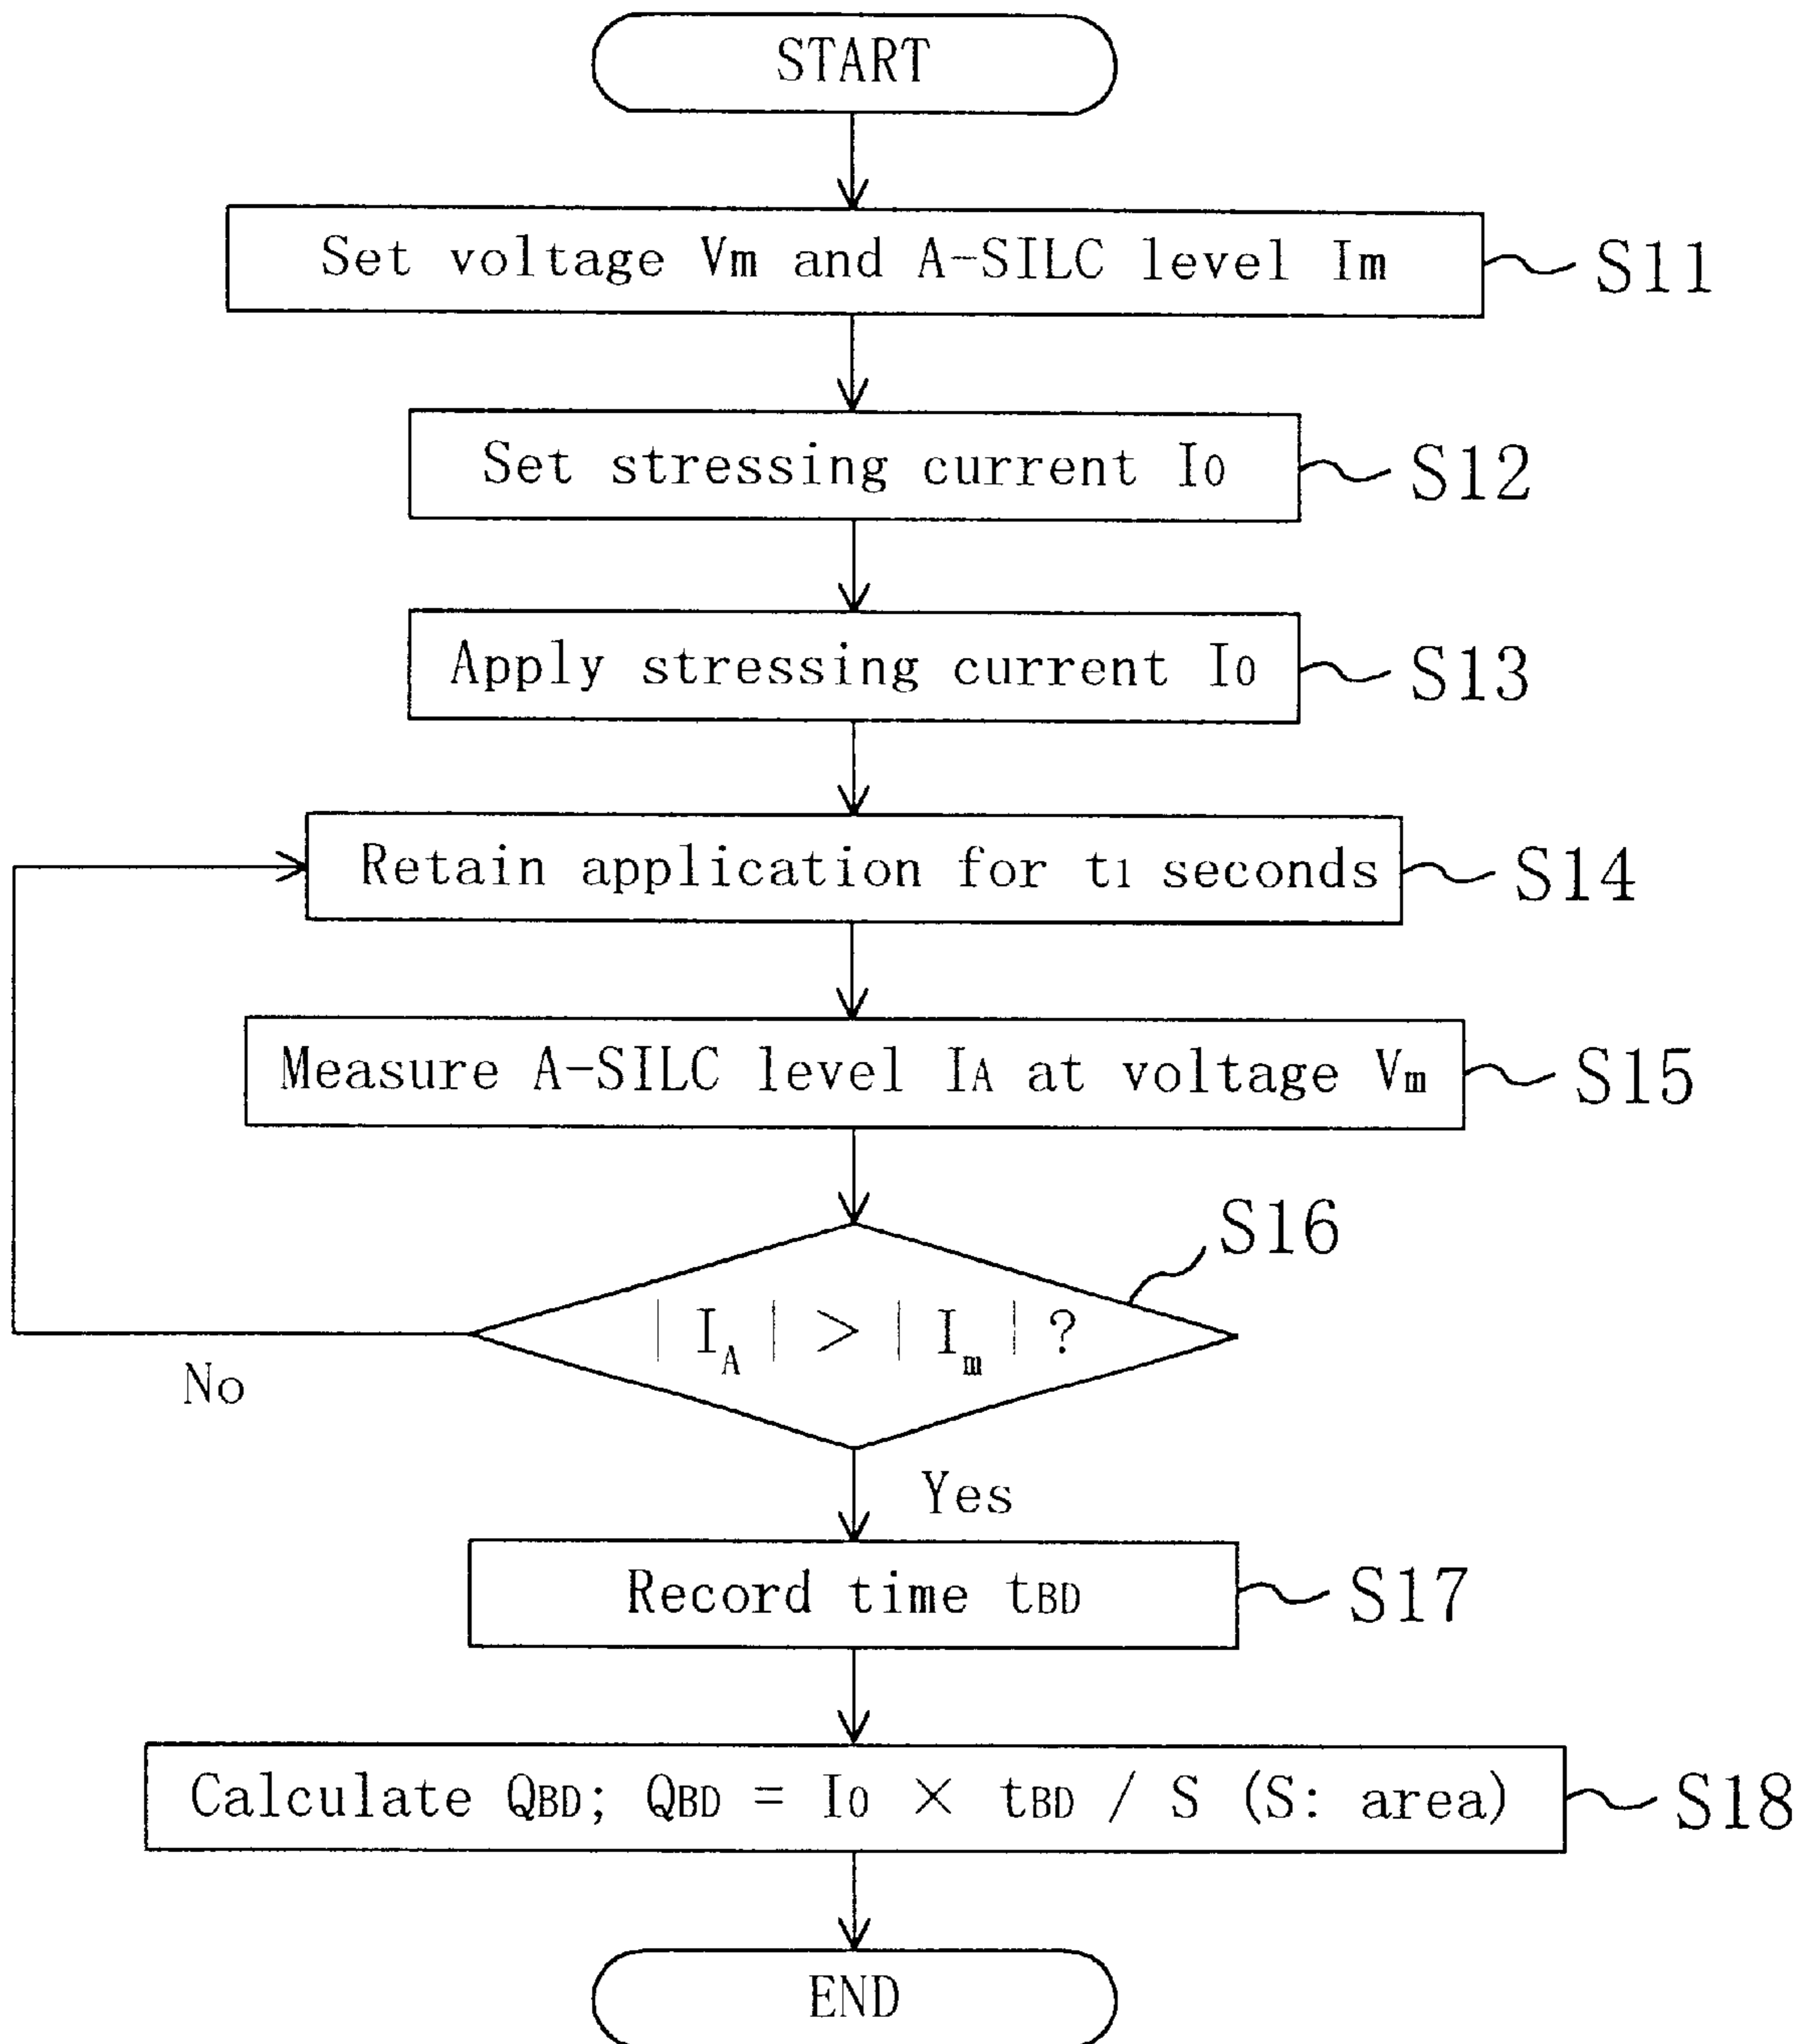 START
Set voltage Vm and A-SILC level Im
S11
Set stressing current I0
S12
Apply stressing current I0
S13
Retain application for t1 seconds
S14
Measure A-SILC level IA at voltage Vm
S15
S16
| IA | > | Im | ?
No
Yes
Record time tBD
S17
Calculate QBD; QBD = I0 × tBD / S (S: area)
S18
END